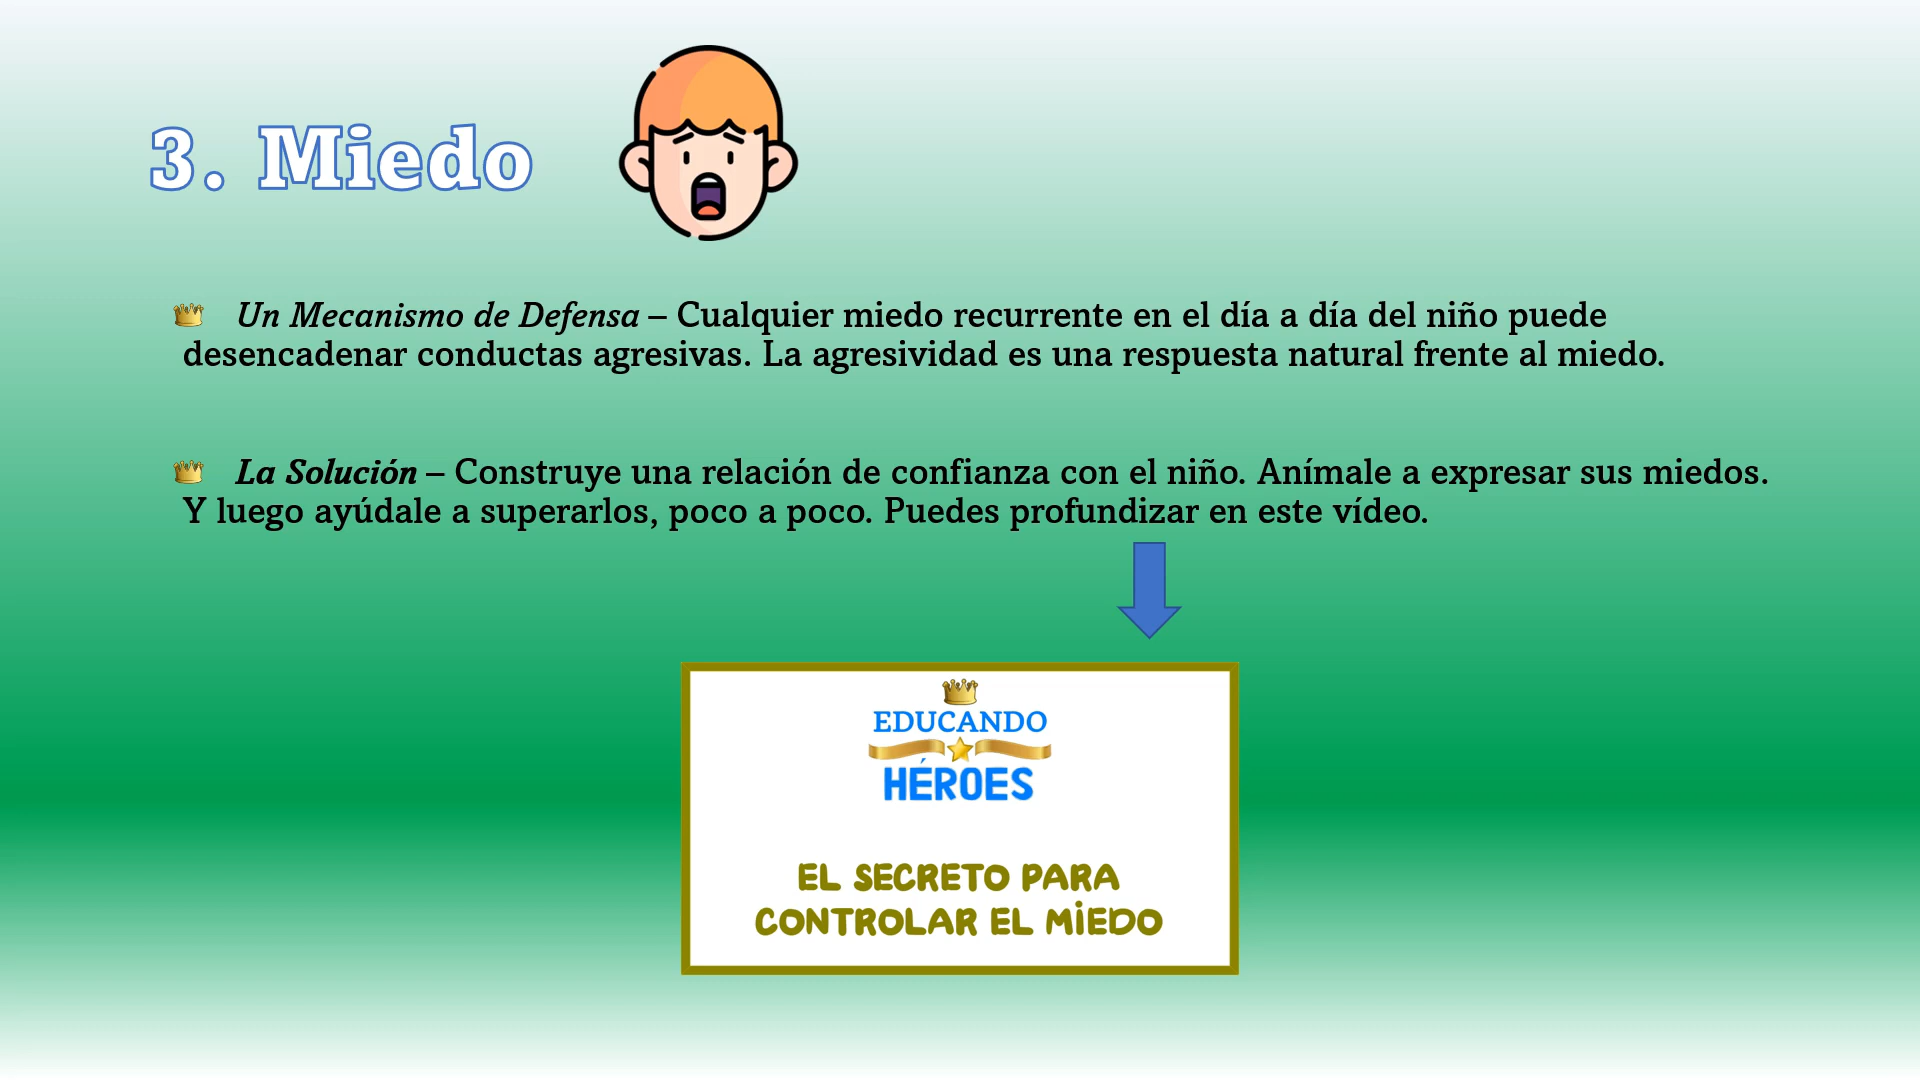 3. Miedo
Un Mecanismo de Defensa – Cualquier miedo recurrente en el día a día del niño puede
desencadenar conductas agresivas. La agresividad es una respuesta natural frente al miedo.
La Solución – Construye una relación de confianza con el niño. Anímale a expresar sus miedos.
Y luego ayúdale a superarlos, poco a poco. Puedes profundizar en este vídeo.
EDUCANDO
HÉROES
EL SECRETO PARA
CONTROLAR EL MIEDO